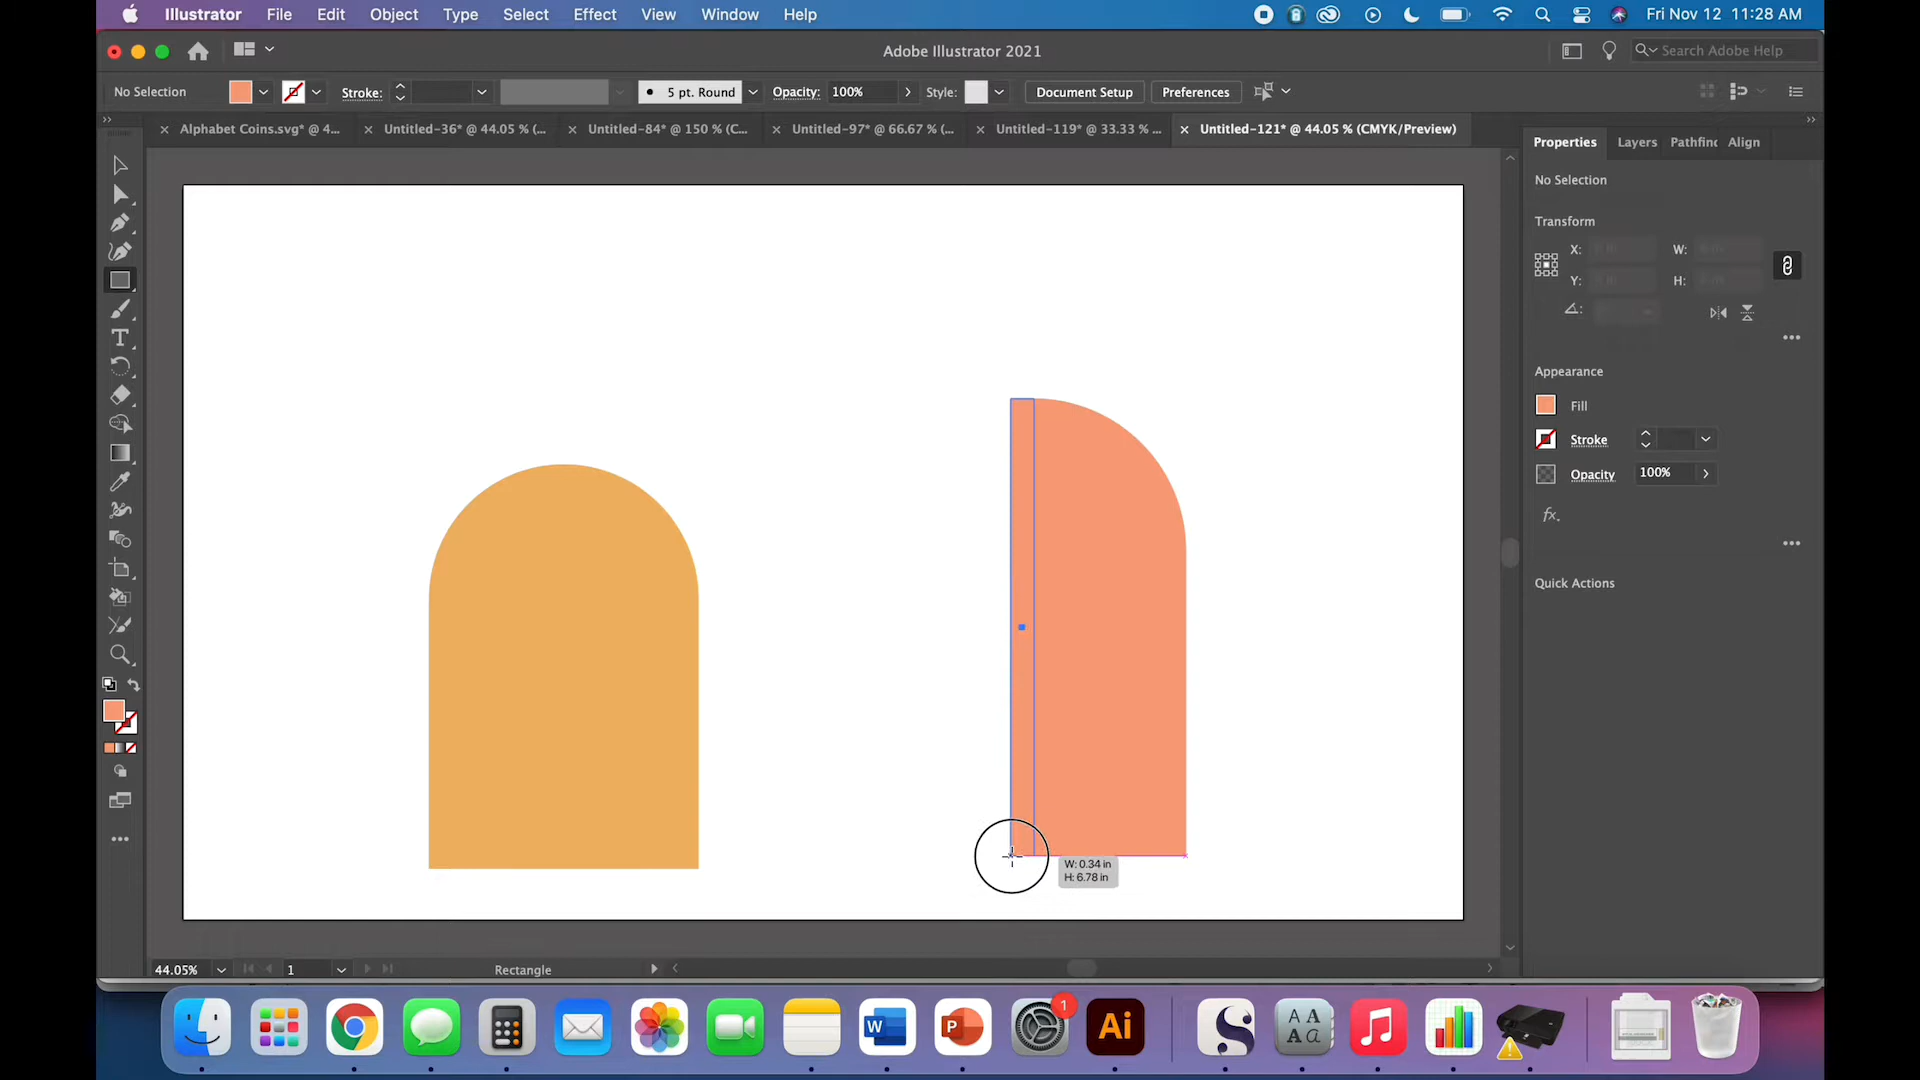 Illustrator File Edit Object Type Select Effect View Window Help Fri Nov 12 11:28 AM
Adobe Illustrator 2021
Search Adobe Help
No Selection Stroke: 5 pt. Round Opacity: 100% Style: Document Setup Preferences
Alphabet Coins.svg* @ 4... Untitled-36* @ 44.05 % (... Untitled-84* @ 150 % (C... Untitled-97* @ 66.67 % (... Untitled-119* @ 33.33 % ... Untitled-121* @ 44.05 % (CMYK/Preview)
Properties Layers Pathfinc Align
No Selection
Transform
X: W:
Y: H:
Appearance
Fill
Stroke
Opacity 100%
fx.
Quick Actions
W: 0.34 in
H: 6.78 in
44.05% 1 Rectangle
1
W P Ai S A A A a